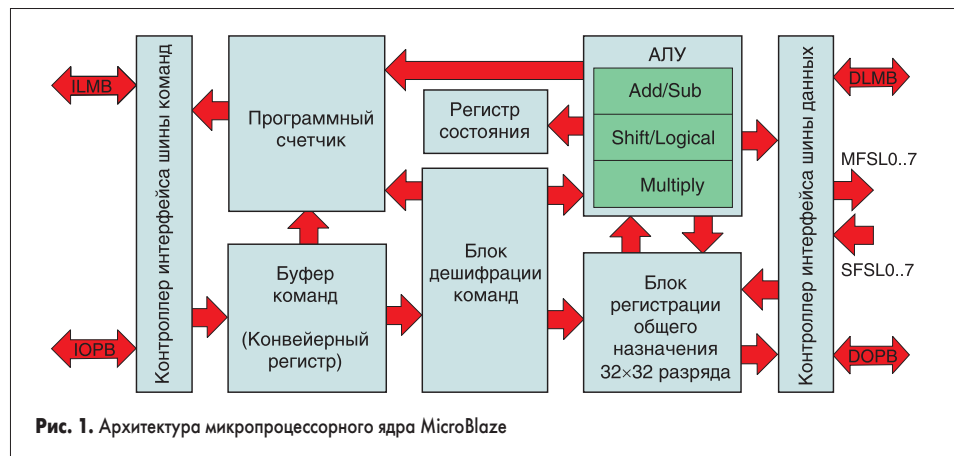 Контроллер интерфейса шины команд
ILMB
IOPB
Программный
счетчик
Регистр
состояния
АЛУ
Add/Sub
Shift/Logical
Multiply
Буфер
команд
(Конвейерный
регистр)
Блок
дешифрации
команд
Блок
регистрации
общего
назначения
32×32 разряда
Контроллер интерфейса шины данных
DLMB
MFSL0..7
SFSL0..7
DOPB
Рис. 1. Архитектура микропроцессорного ядра MicroBlaze